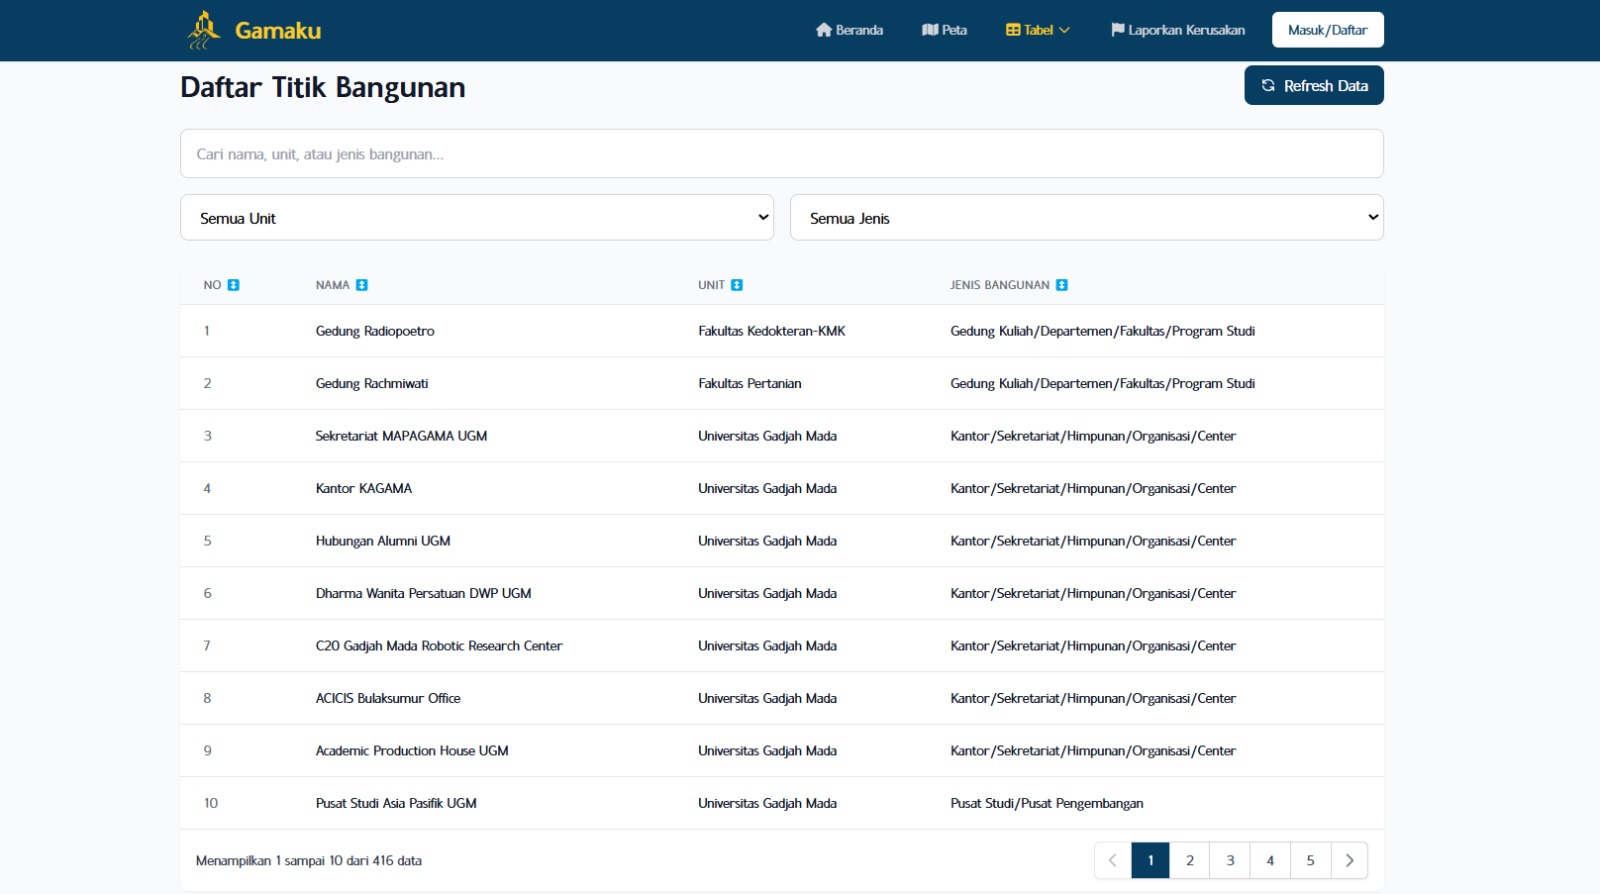 Gamaku
Beranda
Peta
Tabel
Laporkan Kerusakan
Masuk/Daftar
Daftar Titik Bangunan
Refresh Data
Cari nama, unit, atau jenis bangunan...
Semua Unit
Semua Jenis
NO NAMA UNIT JENIS BANGUNAN
1 Gedung Radiopoetro Fakultas Kedokteran-KMK Gedung Kuliah/Departemen/Fakultas/Program Studi
2 Gedung Rachmiwati Fakultas Pertanian Gedung Kuliah/Departemen/Fakultas/Program Studi
3 Sekretariat MAPAGAMA UGM Universitas Gadjah Mada Kantor/Sekretariat/Himpunan/Organisasi/Center
4 Kantor KAGAMA Universitas Gadjah Mada Kantor/Sekretariat/Himpunan/Organisasi/Center
5 Hubungan Alumni UGM Universitas Gadjah Mada Kantor/Sekretariat/Himpunan/Organisasi/Center
6 Dharma Wanita Persatuan DWP UGM Universitas Gadjah Mada Kantor/Sekretariat/Himpunan/Organisasi/Center
7 C20 Gadjah Mada Robotic Research Center Universitas Gadjah Mada Kantor/Sekretariat/Himpunan/Organisasi/Center
8 ACICIS Bulaksumur Office Universitas Gadjah Mada Kantor/Sekretariat/Himpunan/Organisasi/Center
9 Academic Production House UGM Universitas Gadjah Mada Kantor/Sekretariat/Himpunan/Organisasi/Center
10 Pusat Studi Asia Pasifik UGM Universitas Gadjah Mada Pusat Studi/Pusat Pengembangan
Menampilkan 1 sampai 10 dari 416 data
1 2 3 4 5